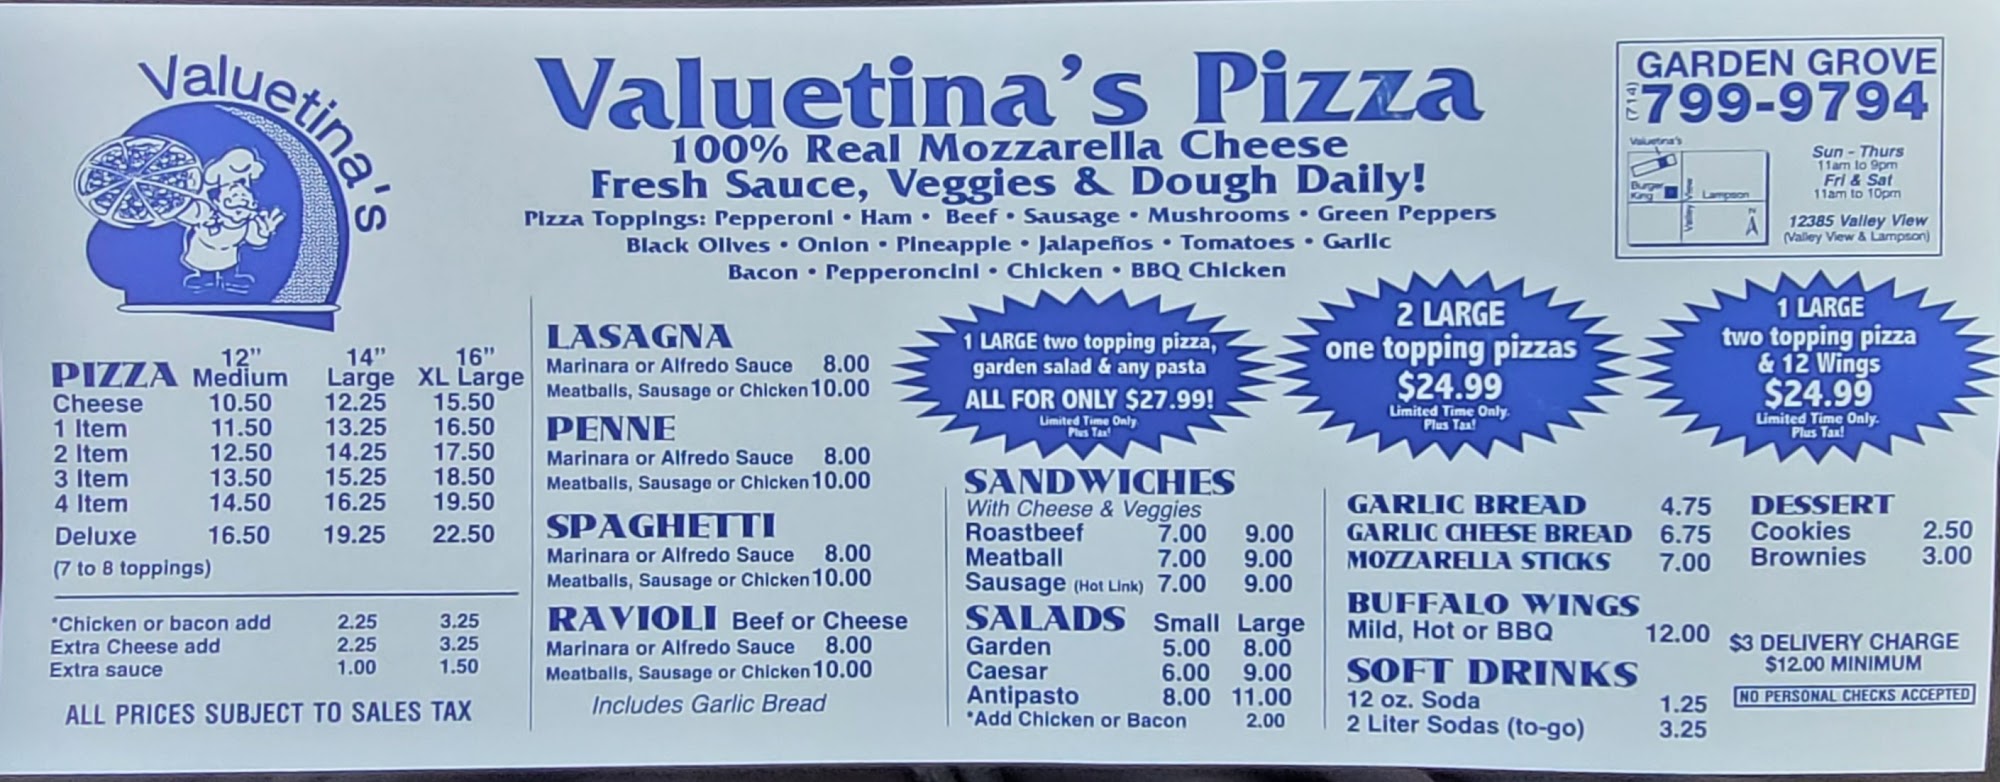 Valuetina's
Valuetina's Pizza
100% Real Mozzarella Cheese
Fresh Sauce, Veggies & Dough Daily!
Pizza Toppings: Pepperoni • Ham • Beef • Sausage • Mushrooms • Green Peppers
Black Olives • Onion • Pineapple • Jalapeños • Tomatoes • Garlic
Bacon • Pepperoncini • Chicken • BBQ Chicken
GARDEN GROVE
(714) 799-9794
Valuetina's
Burger King
Valley View
Lampson
N
Sun - Thurs
11am to 9pm
Fri & Sat
11am to 10pm
12385 Valley View
(Valley View & Lampson)
PIZZA 12" Medium 14" Large 16" XL Large
Cheese 10.50 12.25 15.50
1 Item 11.50 13.25 16.50
2 Item 12.50 14.25 17.50
3 Item 13.50 15.25 18.50
4 Item 14.50 16.25 19.50
Deluxe 16.50 19.25 22.50
(7 to 8 toppings)
*Chicken or bacon add 2.25 3.25
Extra Cheese add 2.25 3.25
Extra sauce 1.00 1.50
ALL PRICES SUBJECT TO SALES TAX
LASAGNA
Marinara or Alfredo Sauce 8.00
Meatballs, Sausage or Chicken 10.00
PENNE
Marinara or Alfredo Sauce 8.00
Meatballs, Sausage or Chicken 10.00
SPAGHETTI
Marinara or Alfredo Sauce 8.00
Meatballs, Sausage or Chicken 10.00
RAVIOLI Beef or Cheese
Marinara or Alfredo Sauce 8.00
Meatballs, Sausage or Chicken 10.00
Includes Garlic Bread
1 LARGE two topping pizza,
garden salad & any pasta
ALL FOR ONLY $27.99!
Limited Time Only
Plus Tax!
2 LARGE
one topping pizzas
$24.99
Limited Time Only.
Plus Tax!
1 LARGE
two topping pizza
& 12 Wings
$24.99
Limited Time Only.
Plus Tax!
SANDWICHES
With Cheese & Veggies
Roastbeef 7.00 9.00
Meatball 7.00 9.00
Sausage (Hot Link) 7.00 9.00
SALADS Small Large
Garden 5.00 8.00
Caesar 6.00 9.00
Antipasto 8.00 11.00
*Add Chicken or Bacon 2.00
GARLIC BREAD 4.75
GARLIC CHEESE BREAD 6.75
MOZZARELLA STICKS 7.00
BUFFALO WINGS
Mild, Hot or BBQ 12.00
SOFT DRINKS
12 oz. Soda 1.25
2 Liter Sodas (to-go) 3.25
DESSERT
Cookies 2.50
Brownies 3.00
$3 DELIVERY CHARGE
$12.00 MINIMUM
NO PERSONAL CHECKS ACCEPTED